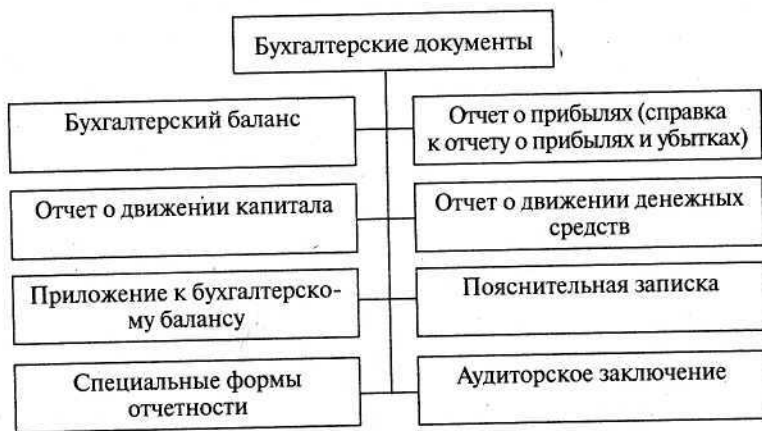 Бухгалтерские документы
Бухгалтерский баланс
Отчет о прибылях (справка
к отчету о прибылях и убытках)
Отчет о движении капитала
Отчет о движении денежных
средств
Приложение к бухгалтерско-
му балансу
Пояснительная записка
Специальные формы
отчетности
Аудиторское заключение